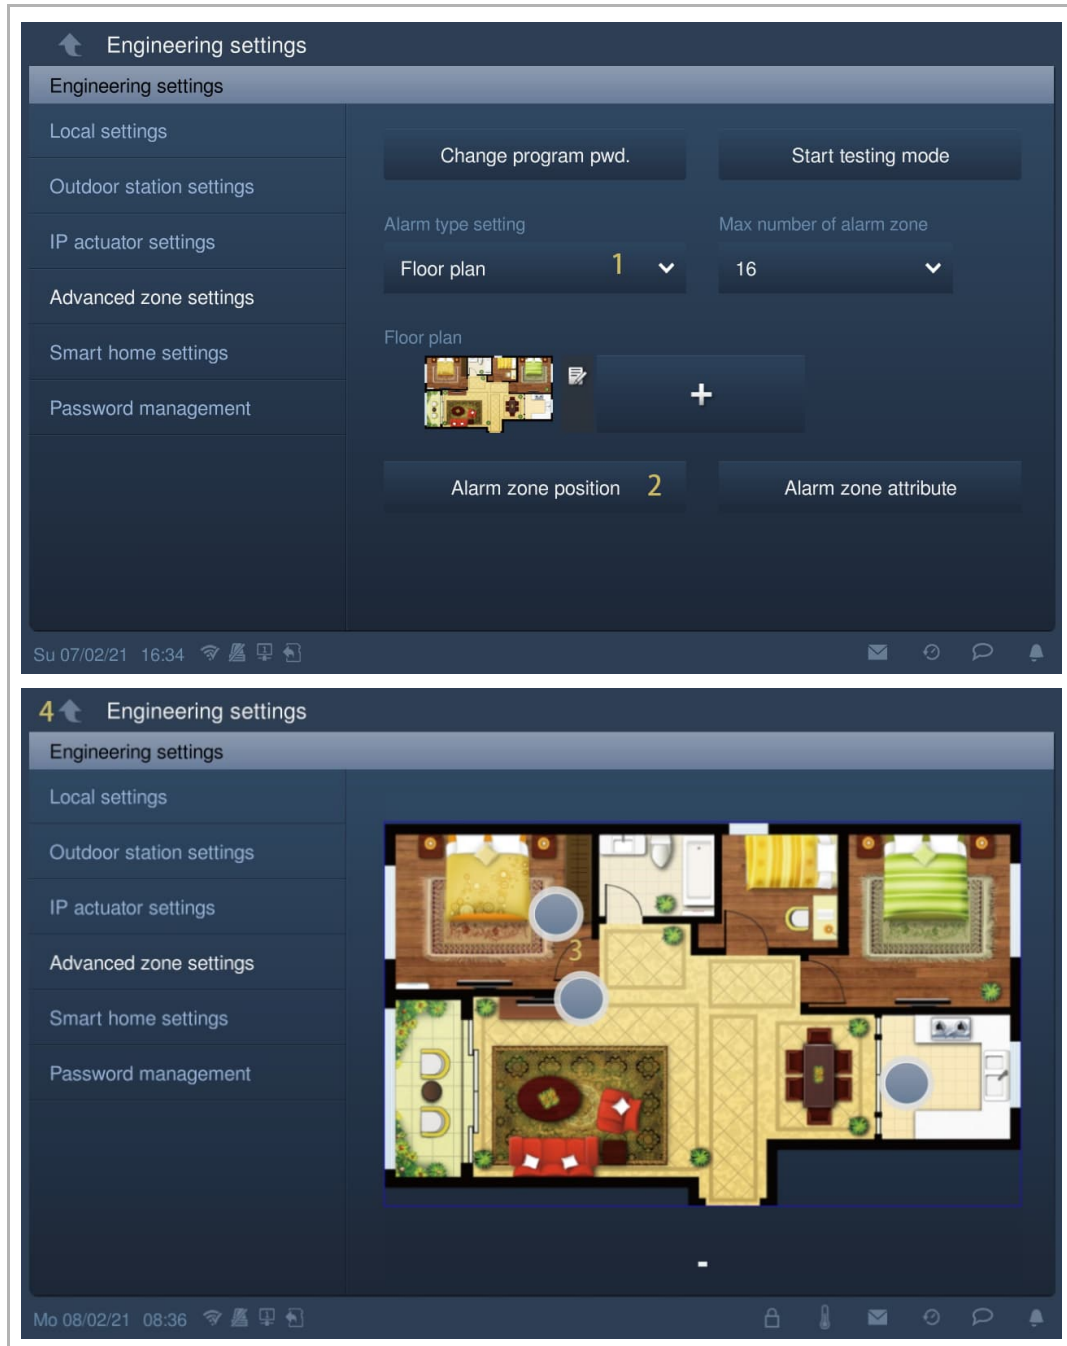 Engineering settings
Engineering settings
Local settings
Outdoor station settings
IP actuator settings
Advanced zone settings
Smart home settings
Password management
Change program pwd.
Start testing mode
Alarm type setting
Max number of alarm zone
Floor plan 1
16
Floor plan
+
Alarm zone position 2
Alarm zone attribute
Su 07/02/21 16:34
4 Engineering settings
Engineering settings
Local settings
Outdoor station settings
IP actuator settings
Advanced zone settings
Smart home settings
Password management
3
-
Mo 08/02/21 08:36